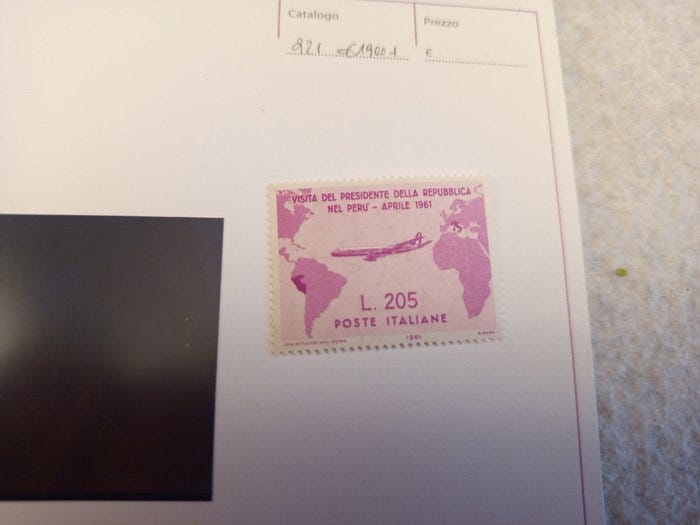 Catalogo
Prezzo
921 €1900
€
VISITA DEL PRESIDENTE DELLA REPUBBLICA
NEL PERU' - APRILE 1961
L. 205
POSTE ITALIANE
1961